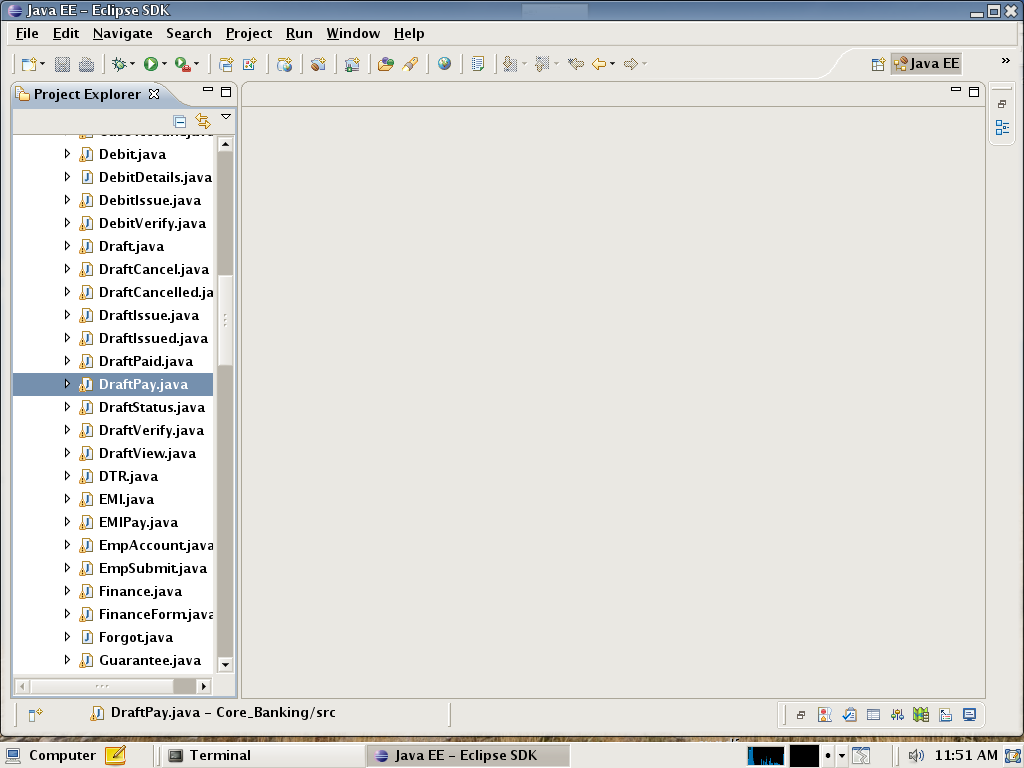 Java EE - Eclipse SDK
File Edit Navigate Search Project Run Window Help
Java EE »
Project Explorer
Debit.java
DebitDetails.java
DebitIssue.java
DebitVerify.java
Draft.java
DraftCancel.java
DraftCancelled.ja
DraftIssue.java
DraftIssued.java
DraftPaid.java
DraftPay.java
DraftStatus.java
DraftVerify.java
DraftView.java
DTR.java
EMI.java
EMIPay.java
EmpAccount.java
EmpSubmit.java
Finance.java
FinanceForm.java
Forgot.java
Guarantee.java
DraftPay.java - Core_Banking/src
Computer Terminal Java EE - Eclipse SDK 11:51 AM